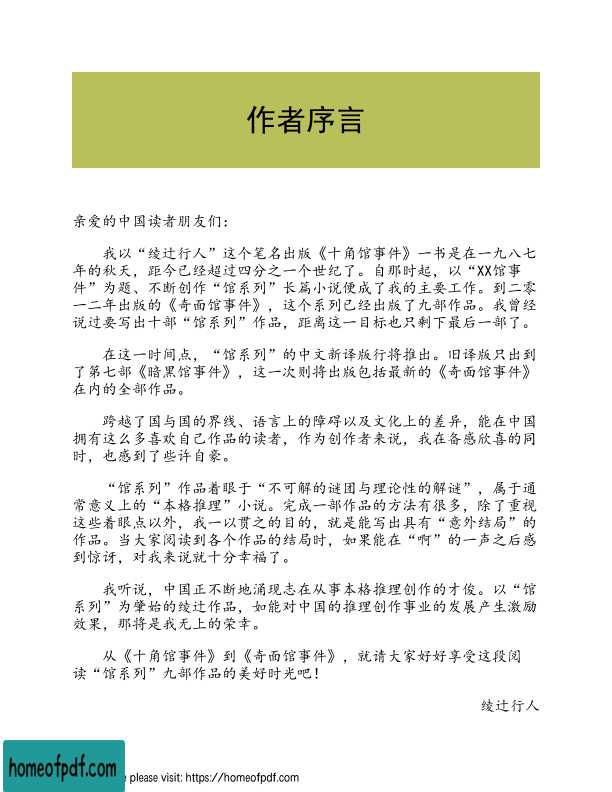 作者序言
亲爱的中国读者朋友们：
我以“绫辻行人”这个笔名出版《十角馆事件》一书是在一九八七
年的秋天，距今已经超过四分之一个世纪了。自那时起，以“XX馆事
件”为题、不断创作“馆系列”长篇小说便成了我的主要工作。到二零
一二年出版的《奇面馆事件》，这个系列已经出版了九部作品。我曾经
说过要写出十部“馆系列”作品，距离这一目标也只剩下最后一部了。
在这一时间点，“馆系列”的中文新译版行将推出。旧译版只出到
了第七部《暗黑馆事件》，这一次则将出版包括最新的《奇面馆事件》
在内的全部作品。
跨越了国与国的界线、语言上的障碍以及文化上的差异，能在中国
拥有这么多喜欢自己作品的读者，作为创作者来说，我在备感欣喜的同
时，也感到了些许自豪。
“馆系列”作品着眼于“不可解的谜团与理论性的解谜”，属于通
常意义上的“本格推理”小说。完成一部作品的方法有很多，除了重视
这些着眼点以外，我一以贯之的目的，就是能写出具有“意外结局”的
作品。当大家阅读到各个作品的结局时，如果能在“啊”的一声之后感
到惊讶，对我来说就十分幸福了。
我听说，中国正不断地涌现志在从事本格推理创作的才俊。以“馆
系列”为肇始的绫辻作品，如能对中国的推理创作事业的发展产生激励
效果，那将是我无上的荣幸。
从《十角馆事件》到《奇面馆事件》，就请大家好好享受这段阅
读“馆系列”九部作品的美好时光吧！
绫辻行人
homeofpdf.com
e please visit: https://homeofpdf.com